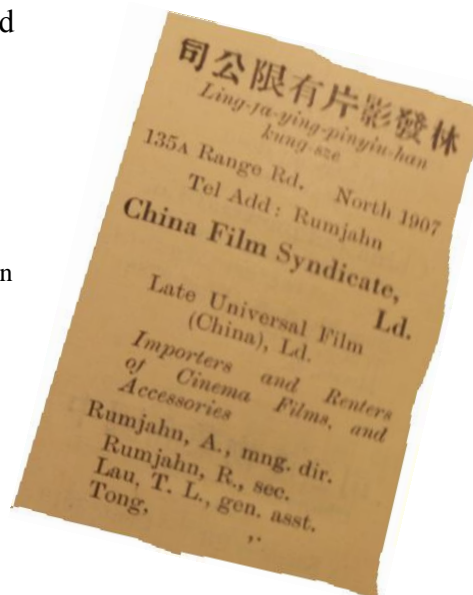 d
n
林發影片有限公司
Ling-fa-ying-pinyiu-han
kung-sze
135A Range Rd. North 1907
Tel Add: Rumjahn
China Film Syndicate,
Ld.
Late Universal Film
(China), Ld.
Importers and Renters
of Cinema Films, and
Accessories
Rumjahn, A., mng. dir.
Rumjahn, R., sec.
Lau, T. L., gen. asst.
Tong, ,,